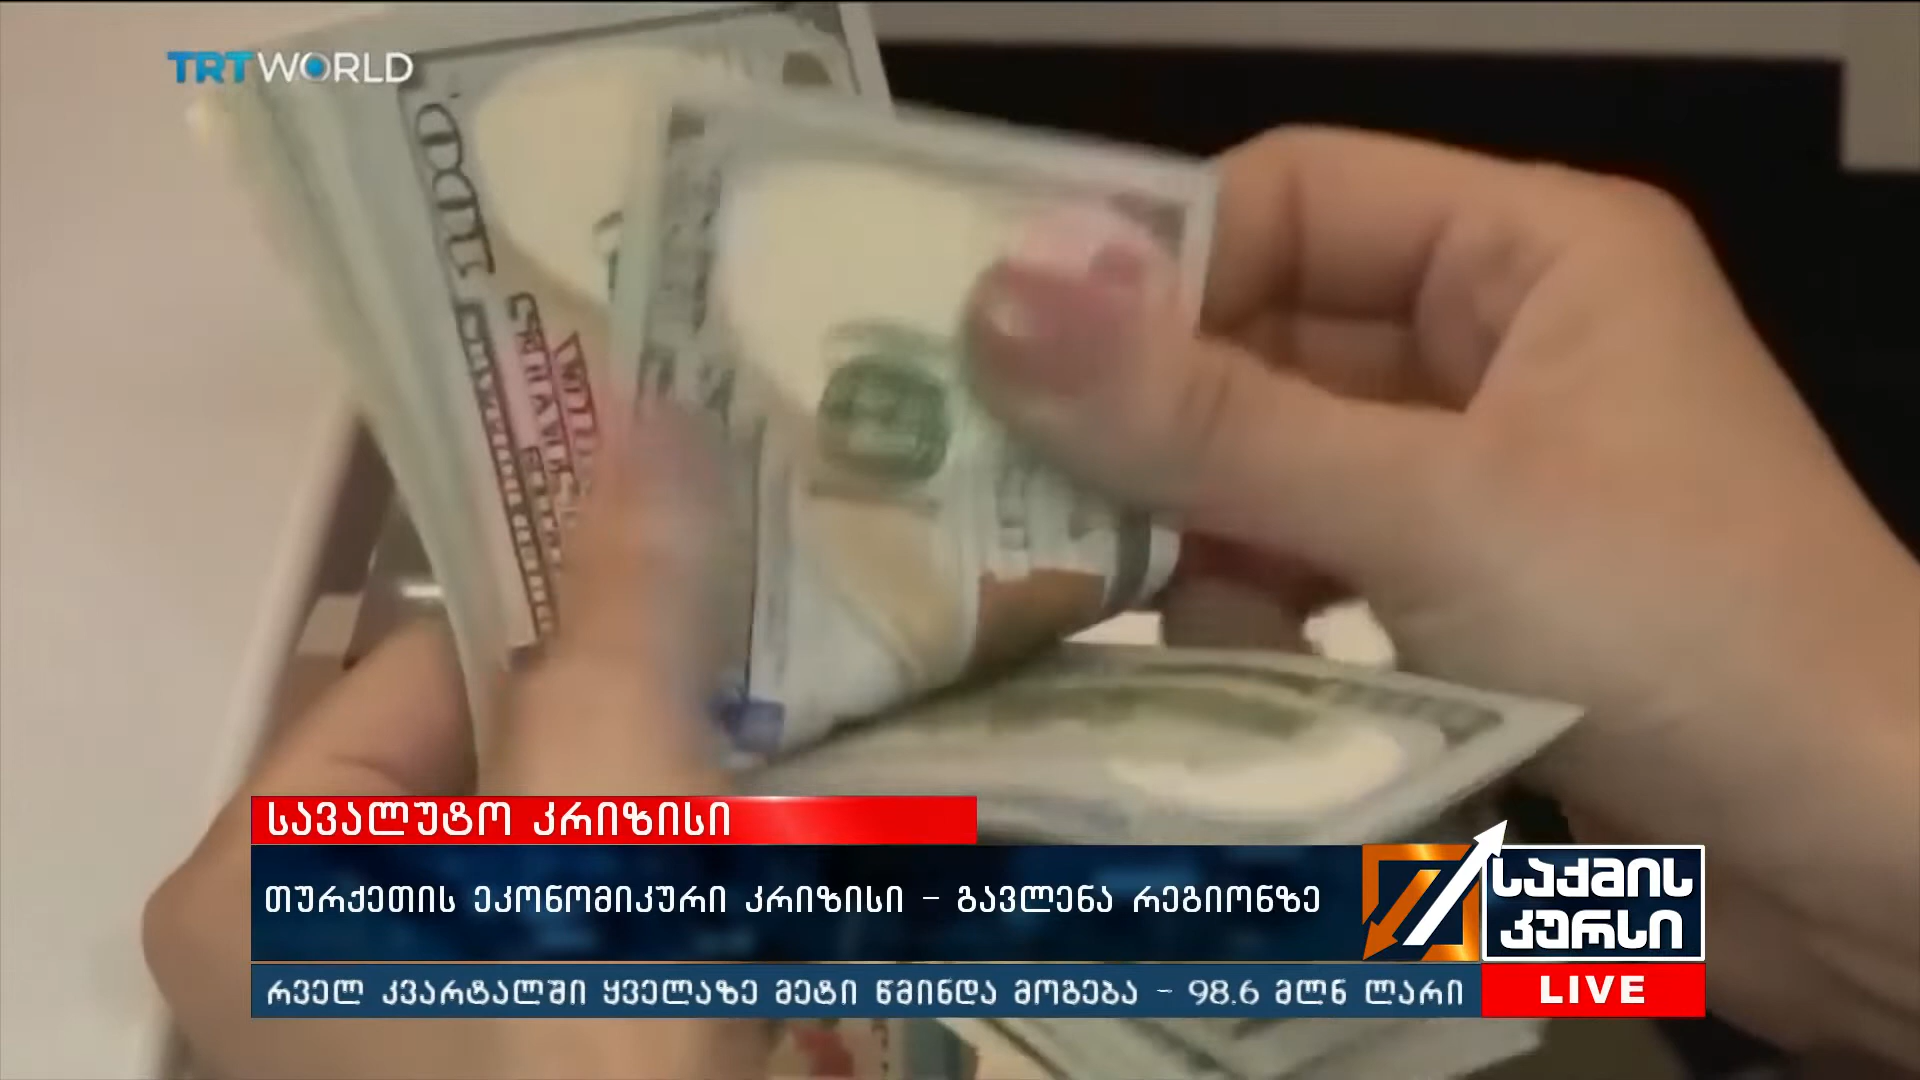 TRT WORLD
სავალუტო კრიზისი
თურქეთის ეკონომიკური კრიზისი – გავლენა რეგიონზე
საქმის
კურსი
რველ კვარტალში ყველაზე მეტი წმინდა მოგება - 98.6 მლნ ლარი
LIVE